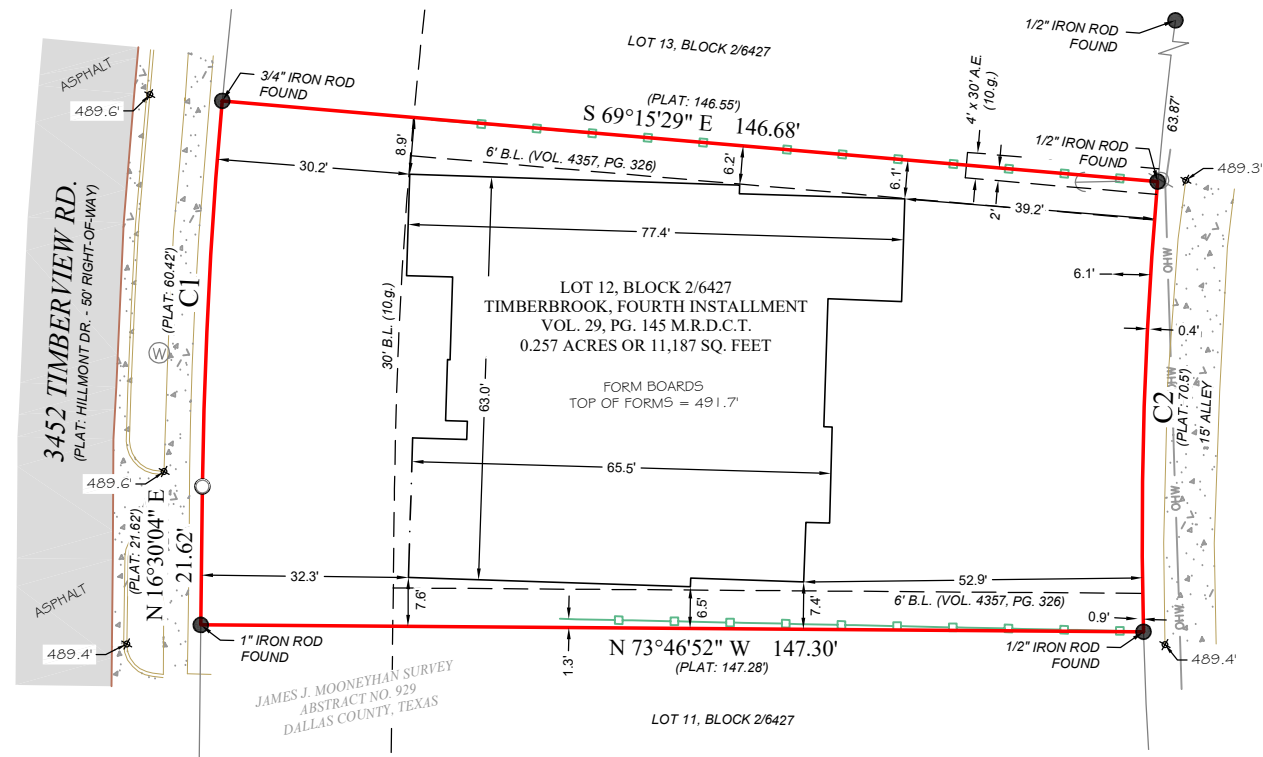 LOT 13, BLOCK 2/6427
1/2" IRON ROD
FOUND
ASPHALT
489.6'
3/4" IRON ROD
FOUND
(PLAT: 146.55')
S 69°15'29" E 146.68'
4' x 30' A.E.
(10.g.)
63.87'
1/2" IRON ROD
FOUND
489.3'
8.9'
6' B.L. (VOL. 4357, PG. 326)
6.2'
6.1'
2'
30.2'
39.2'
77.4'
3452 TIMBERVIEW RD.
(PLAT: HILLMONT DR. - 50' RIGHT-OF-WAY)
(PLAT: 60.42')
C1
W
30' B.L. (10.g.)
63.0'
LOT 12, BLOCK 2/6427
TIMBERBROOK, FOURTH INSTALLMENT
VOL. 29, PG. 145 M.R.D.C.T.
0.257 ACRES OR 11,187 SQ. FEET
FORM BOARDS
TOP OF FORMS = 491.7'
6.1'
0.4'
OHW
OHW
C2
(PLAT: 70.5')
15' ALLEY
OHW
OHW
65.5'
489.6'
(PLAT: 21.62')
N 16°30'04" E
21.62'
32.3'
7.6'
6.5'
7.4'
52.9'
6' B.L. (VOL. 4357, PG. 326)
0.9'
ASPHALT
489.4'
1" IRON ROD
FOUND
1.3'
N 73°46'52" W 147.30'
(PLAT: 147.28')
1/2" IRON ROD
FOUND
489.4'
JAMES J. MOONEYHAN SURVEY
ABSTRACT NO. 929
DALLAS COUNTY, TEXAS
LOT 11, BLOCK 2/6427